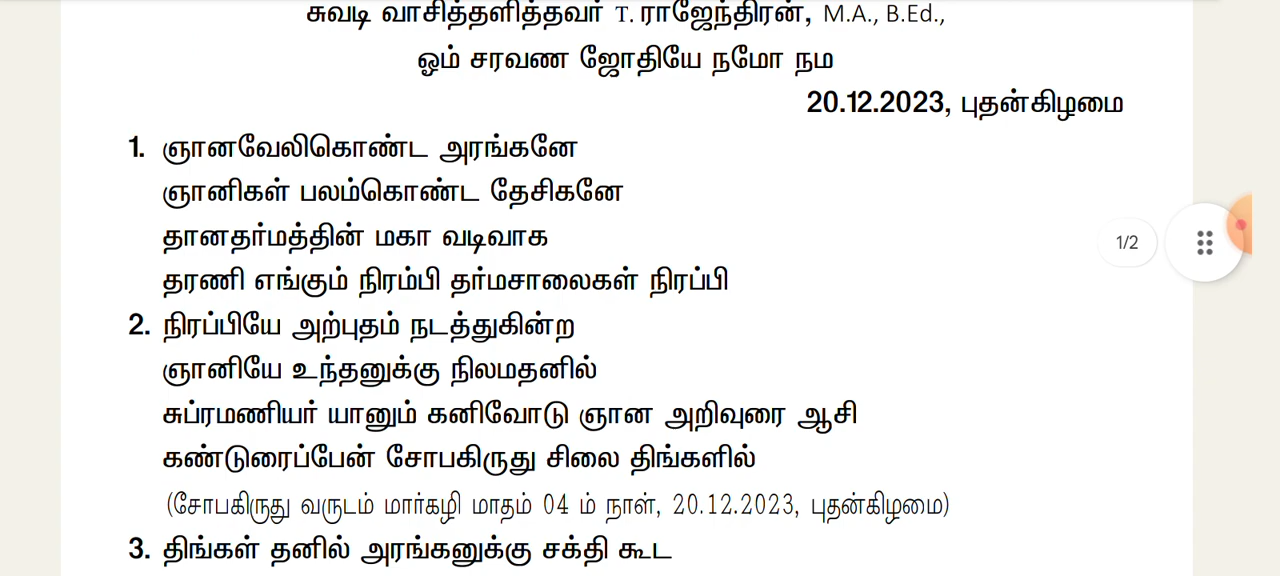 சுவடி வாசித்தளித்தவர் T. ராஜேந்திரன், M.A., B.Ed.,
ஓம் சரவண ஜோதியே நமோ நம
20.12.2023, புதன்கிழமை
1. ஞானவேலிகொண்ட அரங்கனே
ஞானிகள் பலம்கொண்ட தேசிகனே
தானதர்மத்தின் மகா வடிவாக
தரணி எங்கும் நிரம்பி தர்மசாலைகள் நிரப்பி
1/2
2. நிரப்பியே அற்புதம் நடத்துகின்ற
ஞானியே உந்தனுக்கு நிலமதனில்
சுப்ரமணியர் யானும் கனிவோடு ஞான அறிவுரை ஆசி
கண்டுரைப்பேன் சோபகிருது சிலை திங்களில்
(சோபகிருது வருடம் மார்கழி மாதம் 04 ம் நாள், 20.12.2023, புதன்கிழமை)
3. திங்கள் தனில் அரங்கனுக்கு சக்தி கூட